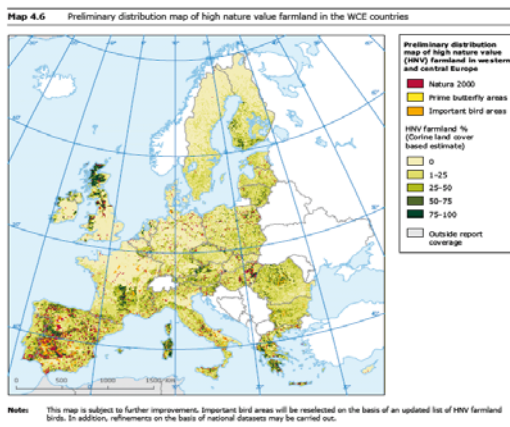 Map 4.6 Preliminary distribution map of high nature value farmland in the WCE countries
Preliminary distribution
map of high nature value
(HNV) farmland in western
and central Europe
Natura 2000
Prime butterfly areas
Important bird areas
HNV farmland %
(Corine land cover
based estimate)
0
1–25
25–50
50–75
75–100
Outside report
coverage
0 500 1000 1500
Note: This map is subject to further improvement. Important bird areas will be reselected on the basis of an updated list of HNV farmland
birds. In addition, refinements on the basis of national datasets may be carried out.